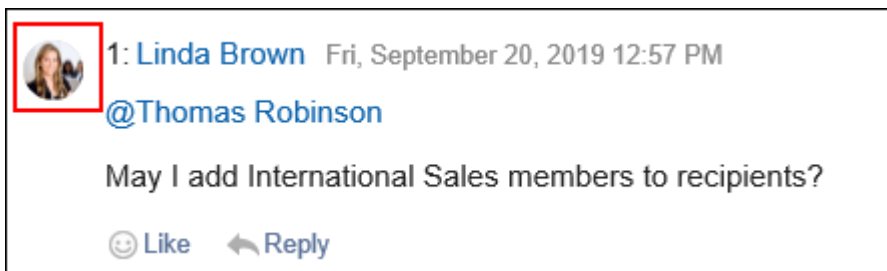 1: Linda Brown Fri, September 20, 2019 12:57 PM
@Thomas Robinson
May I add International Sales members to recipients?
Like Reply